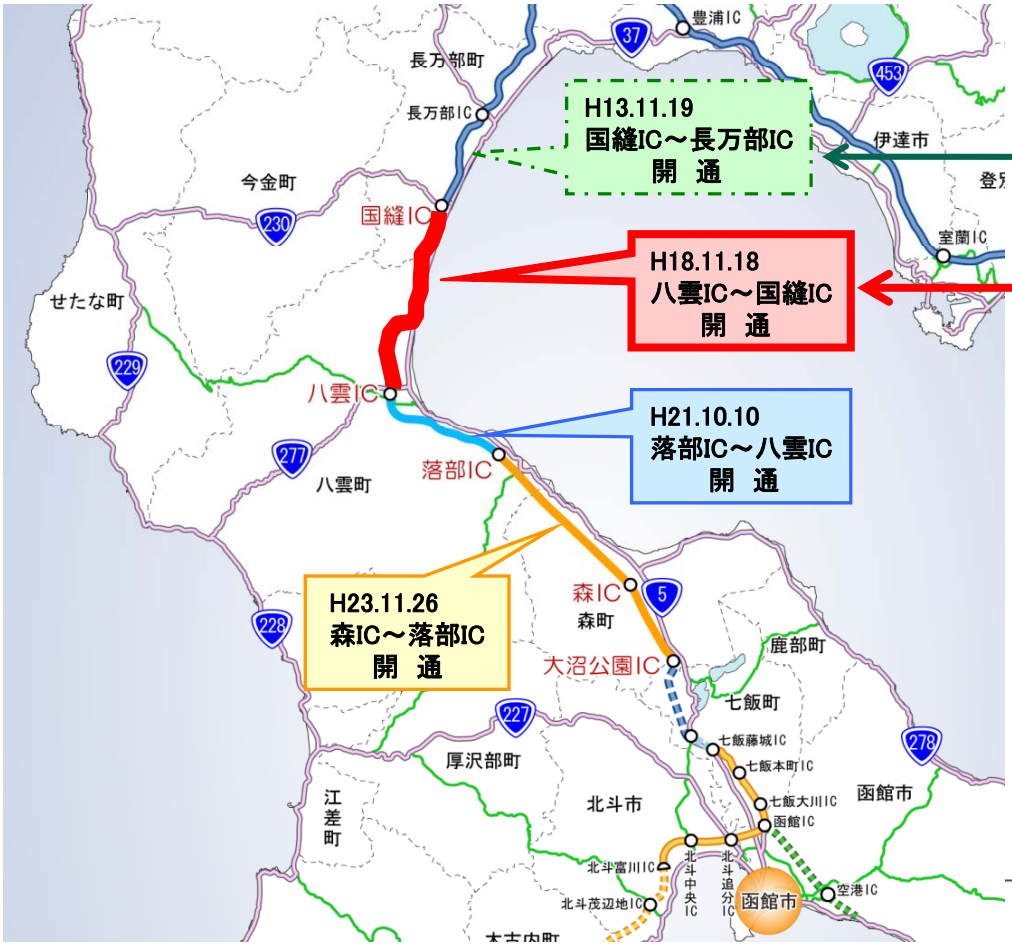 豊浦IC
37
長万部町
453
長万部IC
H13.11.19
国縫IC～長万部IC
開 通
伊達市
今金町
登別
国縫IC
230
室蘭IC
H18.11.18
八雲IC～国縫IC
開 通
せたな町
229
八雲IC
H21.10.10
落部IC～八雲IC
開 通
277
落部IC
八雲町
森IC
5
森町
H23.11.26
森IC～落部IC
開 通
228
鹿部町
大沼公園IC
七飯町
227
七飯藤城IC
278
厚沢部町
七飯本町IC
江差町
北斗市
七飯大川IC
函館市
函館IC
北斗富川IC
北斗中央IC
北斗追分IC
空港IC
北斗茂辺地IC
函館市
木古内町